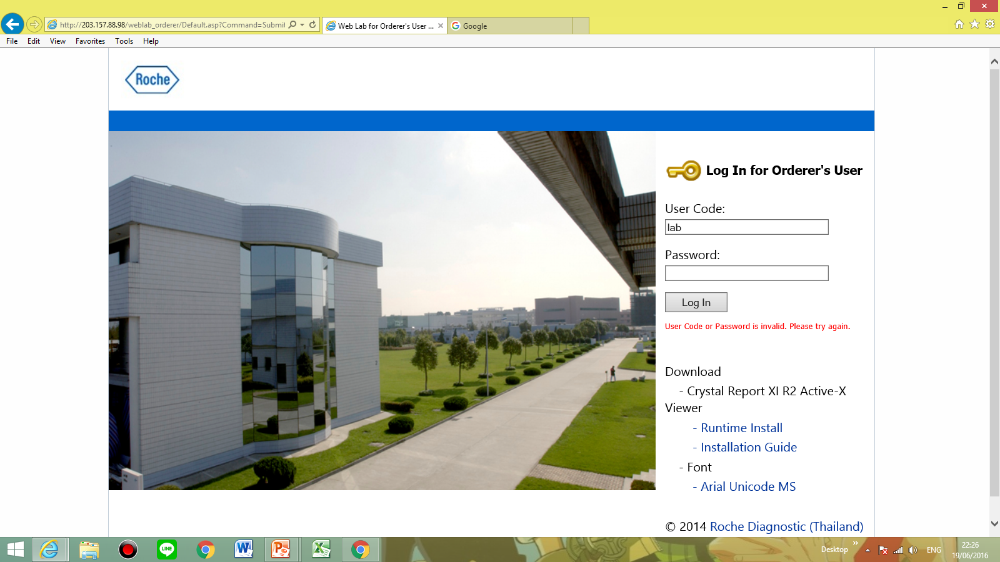 http://203.157.88.98/weblab_orderer/Default.asp?Command=Submit
Web Lab for Orderer's User ...
Google
File Edit View Favorites Tools Help
Roche
Log In for Orderer's User
User Code:
lab
Password:
Log In
User Code or Password is invalid. Please try again.
Download
- Crystal Report XI R2 Active-X
Viewer
- Runtime Install
- Installation Guide
- Font
- Arial Unicode MS
© 2014 Roche Diagnostic (Thailand)
LINE
Desktop
ENG
22:26
19/06/2016